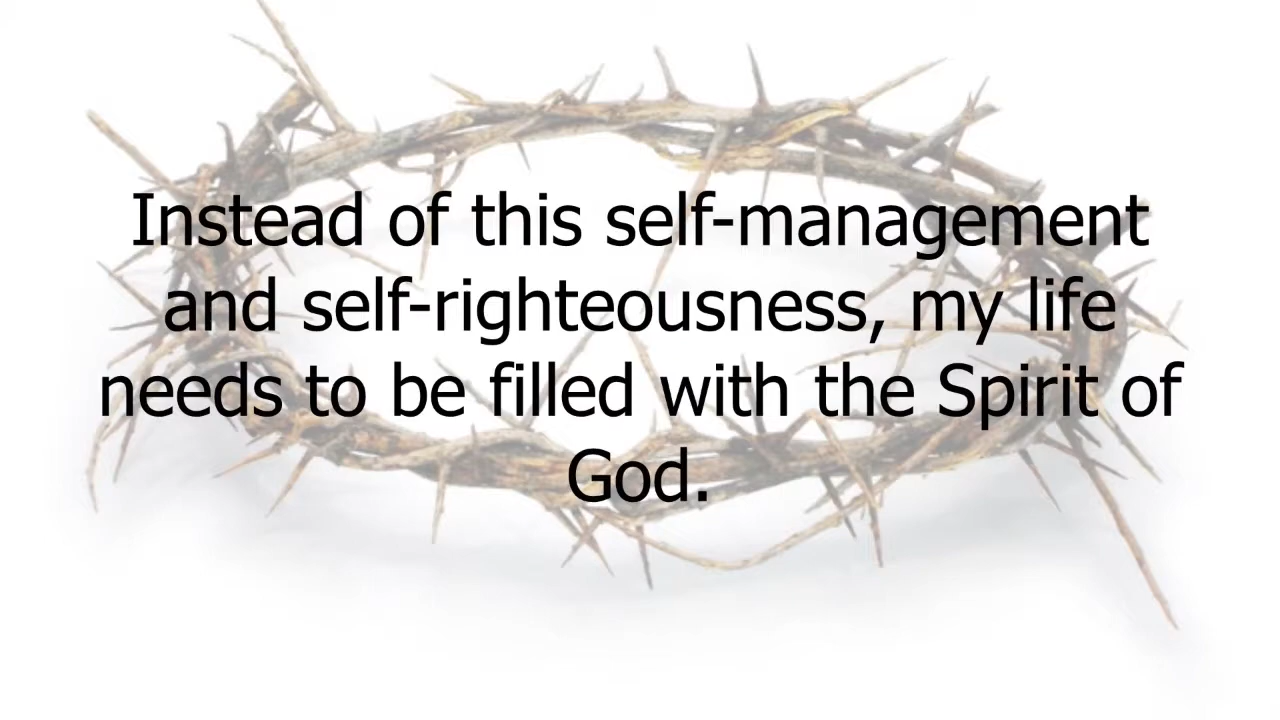 Instead of this self-management
and self-righteousness, my life
needs to be filled with the Spirit of
God.